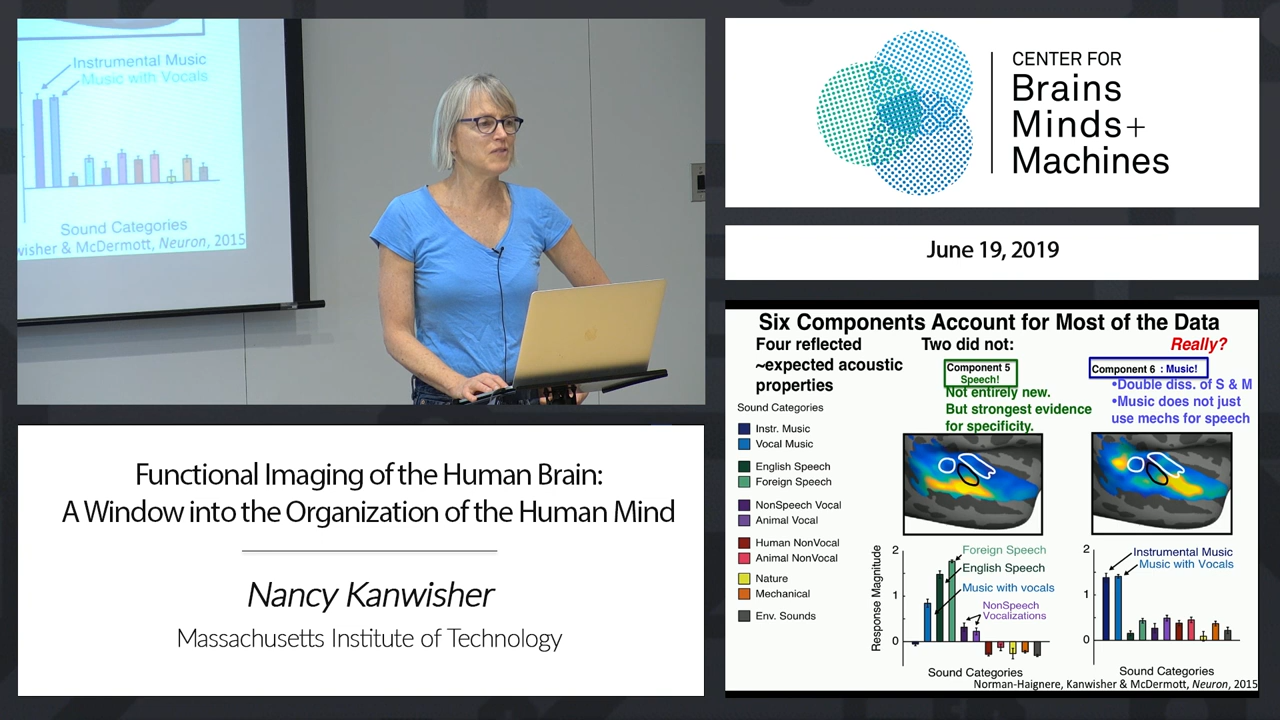 Instrumental Music
Music with Vocals
Sound Categories
wisher & McDermott, Neuron, 2015
CENTER FOR
Brains
Minds+
Machines
June 19, 2019
Functional Imaging of the Human Brain:
A Window into the Organization of the Human Mind
Nancy Kanwisher
Massachusetts Institute of Technology
Six Components Account for Most of the Data
Four reflected
~expected acoustic
properties
Two did not:
Really?
Component 5
Speech!
Not entirely new.
But strongest evidence
for specificity.
Component 6 : Music!
•Double diss. of S & M
•Music does not just
use mechs for speech
Sound Categories
Instr. Music
Vocal Music
English Speech
Foreign Speech
NonSpeech Vocal
Animal Vocal
Human NonVocal
Animal NonVocal
Nature
Mechanical
Env. Sounds
Response Magnitude
2
1
0
Foreign Speech
English Speech
Music with vocals
NonSpeech
Vocalizations
Sound Categories
2
1
0
Instrumental Music
Music with Vocals
Sound Categories
Norman-Haignere, Kanwisher & McDermott, Neuron, 2015